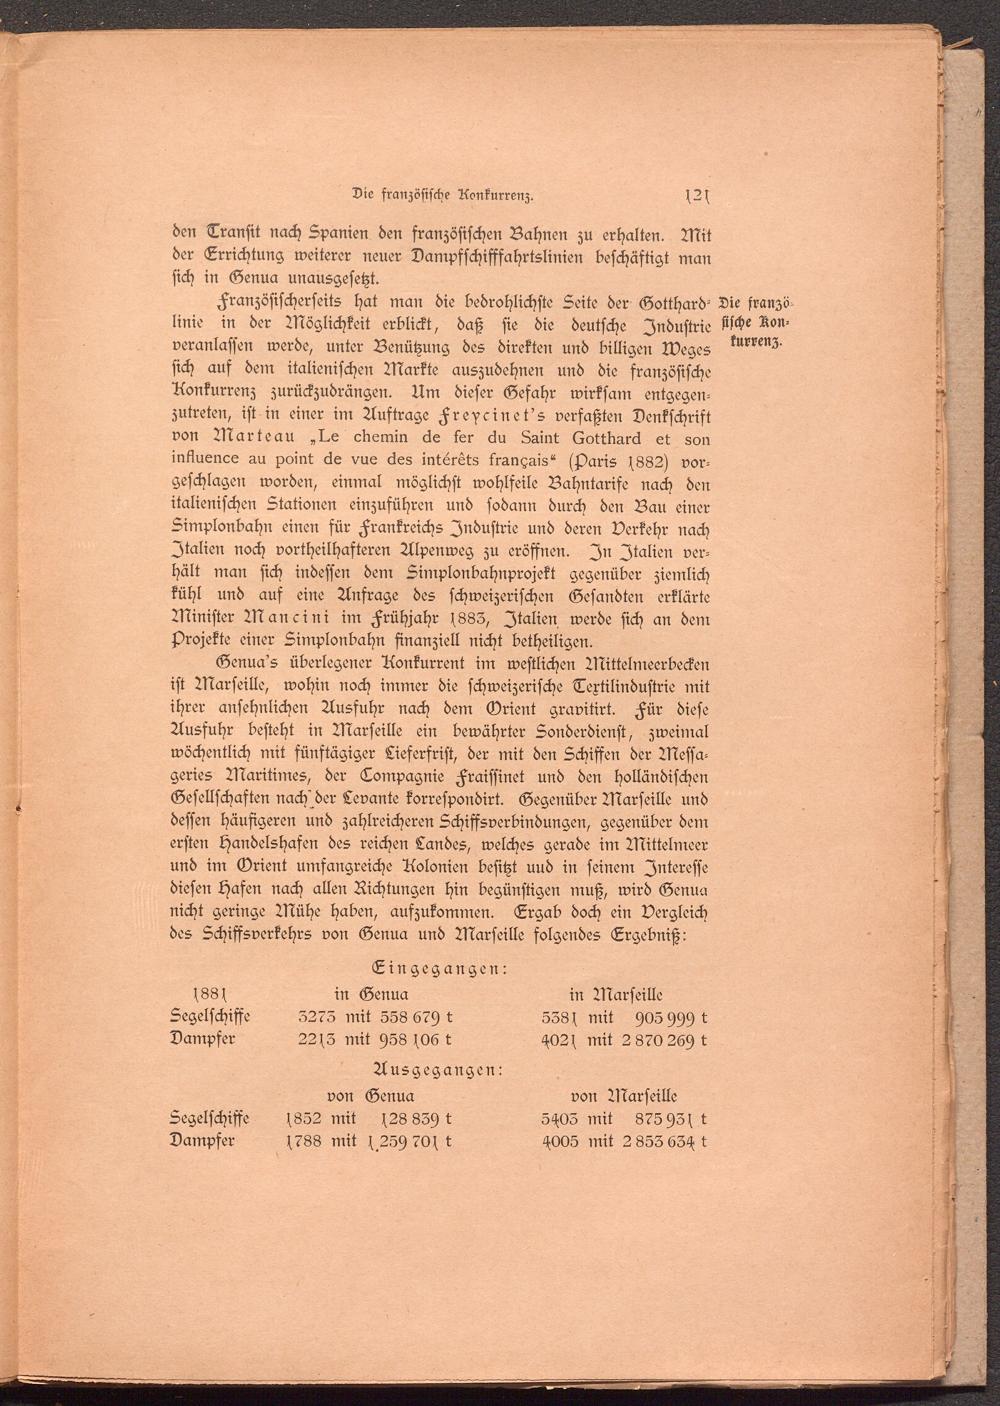 Die französische Konkurrenz. 121
den Transit nach Spanien den französischen Bahnen zu erhalten. Mit
der Errichtung weiterer neuer Dampfschifffahrtslinien beschäftigt man
sich in Genua unausgesetzt.
Französischerseits hat man die bedrohlichste Seite der Gotthard-
linie in der Möglichkeit erblickt, daß sie die deutsche Industrie
veranlassen werde, unter Benützung des direkten und billigen Weges
sich auf dem italienischen Markte auszudehnen und die französische
Konkurrenz zurückzudrängen. Um dieser Gefahr wirksam entgegen-
zutreten, ist in einer im Auftrage Freycinet's verfaßten Denkschrift
von Marteau „Le chemin de fer du Saint Gotthard et son
influence au point de vue des intérêts français“ (Paris 1882) vor-
geschlagen worden, einmal möglichst wohlfeile Bahntarife nach den
italienischen Stationen einzuführen und sodann durch den Bau einer
Simplonbahn einen für Frankreichs Industrie und deren Verkehr nach
Italien noch vortheilhafteren Alpenweg zu eröffnen. In Italien ver-
hält man sich indessen dem Simplonbahnprojekt gegenüber ziemlich
kühl und auf eine Anfrage des schweizerischen Gesandten erklärte
Minister Mancini im Frühjahr 1883, Italien werde sich an dem
Projekte einer Simplonbahn finanziell nicht betheiligen.
Die franzö-
sische Kon-
kurrenz.
Genua's überlegener Konkurrent im westlichen Mittelmeerbecken
ist Marseille, wohin noch immer die schweizerische Textilindustrie mit
ihrer ansehnlichen Ausfuhr nach dem Orient gravitirt. Für diese
Ausfuhr besteht in Marseille ein bewährter Sonderdienst, zweimal
wöchentlich mit fünftägiger Lieferfrist, der mit den Schiffen der Messa-
geries Maritimes, der Compagnie Fraissinet und den holländischen
Gesellschaften nach der Levante korrespondirt. Gegenüber Marseille und
dessen häufigeren und zahlreicheren Schiffsverbindungen, gegenüber dem
ersten Handelshafen des reichen Landes, welches gerade im Mittelmeer
und im Orient umfangreiche Kolonien besitzt uud in seinem Interesse
diesen Hafen nach allen Richtungen hin begünstigen muß, wird Genua
nicht geringe Mühe haben, aufzukommen. Ergab doch ein Vergleich
des Schiffsverkehrs von Genua und Marseille folgendes Ergebniß:
Eingegangen:
1881 in Genua in Marseille
Segelschiffe 3273 mit 558 679 t 5381 mit 905 999 t
Dampfer 2213 mit 958 106 t 4021 mit 2 870 269 t
Ausgegangen:
von Genua von Marseille
Segelschiffe 1852 mit 128 839 t 5403 mit 875 931 t
Dampfer 1788 mit 1,259 701 t 4005 mit 2 853 634 t